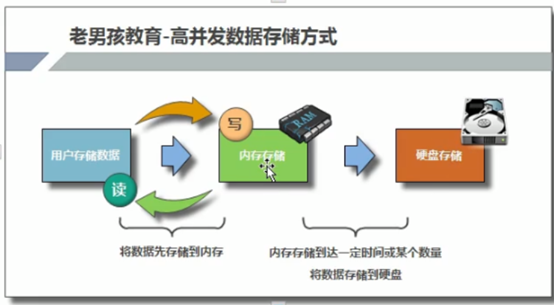 老男孩教育-高并发数据存储方式
写
RAM
用户存储数据
内存存储
硬盘存储
读
将数据先存储到内存
内存存储到达一定时间或某个数量
将数据存储到硬盘